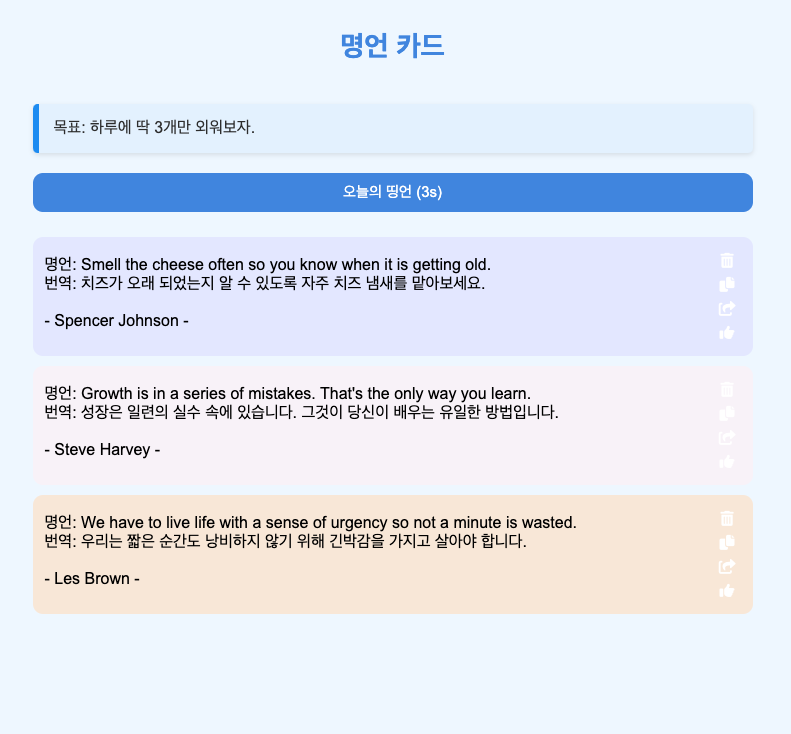 명언 카드
목표: 하루에 딱 3개만 외워보자.
오늘의 띵언 (3s)
명언: Smell the cheese often so you know when it is getting old.
번역: 치즈가 오래 되었는지 알 수 있도록 자주 치즈 냄새를 맡아보세요.
- Spencer Johnson -
명언: Growth is in a series of mistakes. That's the only way you learn.
번역: 성장은 일련의 실수 속에 있습니다. 그것이 당신이 배우는 유일한 방법입니다.
- Steve Harvey -
명언: We have to live life with a sense of urgency so not a minute is wasted.
번역: 우리는 짧은 순간도 낭비하지 않기 위해 긴박감을 가지고 살아야 합니다.
- Les Brown -